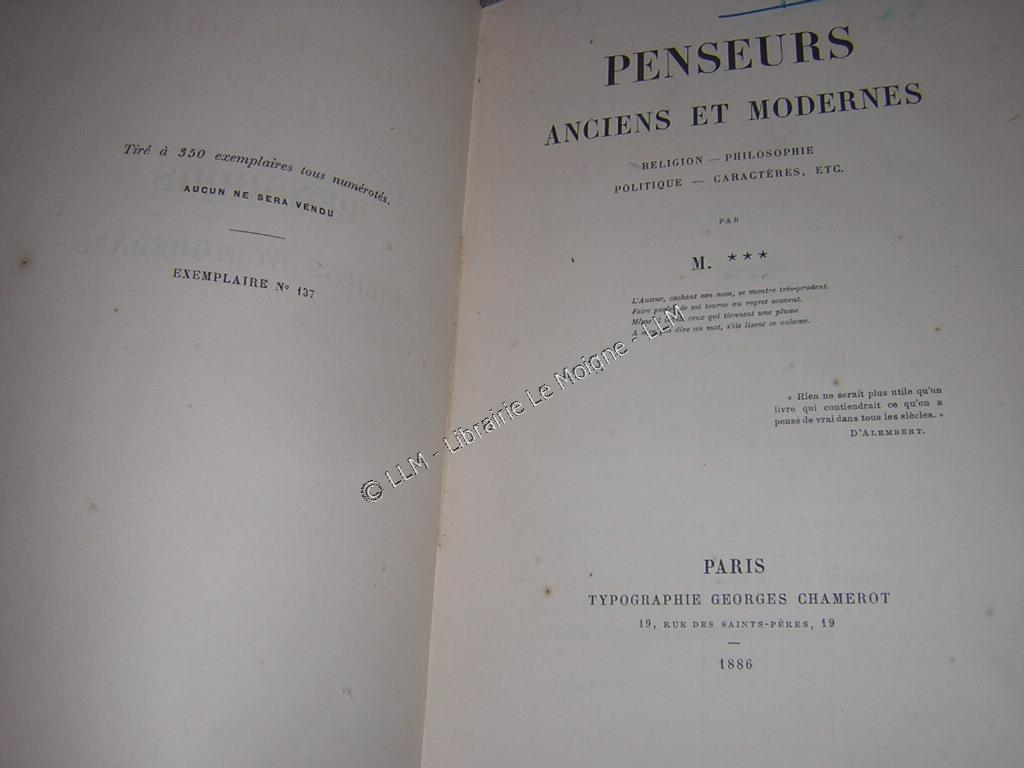 Tiré à 350 exemplaires tous numérotés.
AUCUN NE SERA VENDU
EXEMPLAIRE Nº 137
PENSEURS
ANCIENS ET MODERNES
RELIGION — PHILOSOPHIE
POLITIQUE — CARACTÈRES, ETC.
PAR
M. ***
L'Auteur, cachant son nom, se montre très-prudent.
Faire de soi tourne au regret souvent.
ceux qui tiennent une plume
A dire un mot, s'ils lisent ce volume.
« Rien ne serait plus utile qu'un
livre qui contiendrait ce qu'on a
pensé de vrai dans tous les siècles. »
D'ALEMBERT.
PARIS
TYPOGRAPHIE GEORGES CHAMEROT
19, RUE DES SAINTS-PÈRES, 19
1886
© LLM - Librairie Le Moigne - LLM